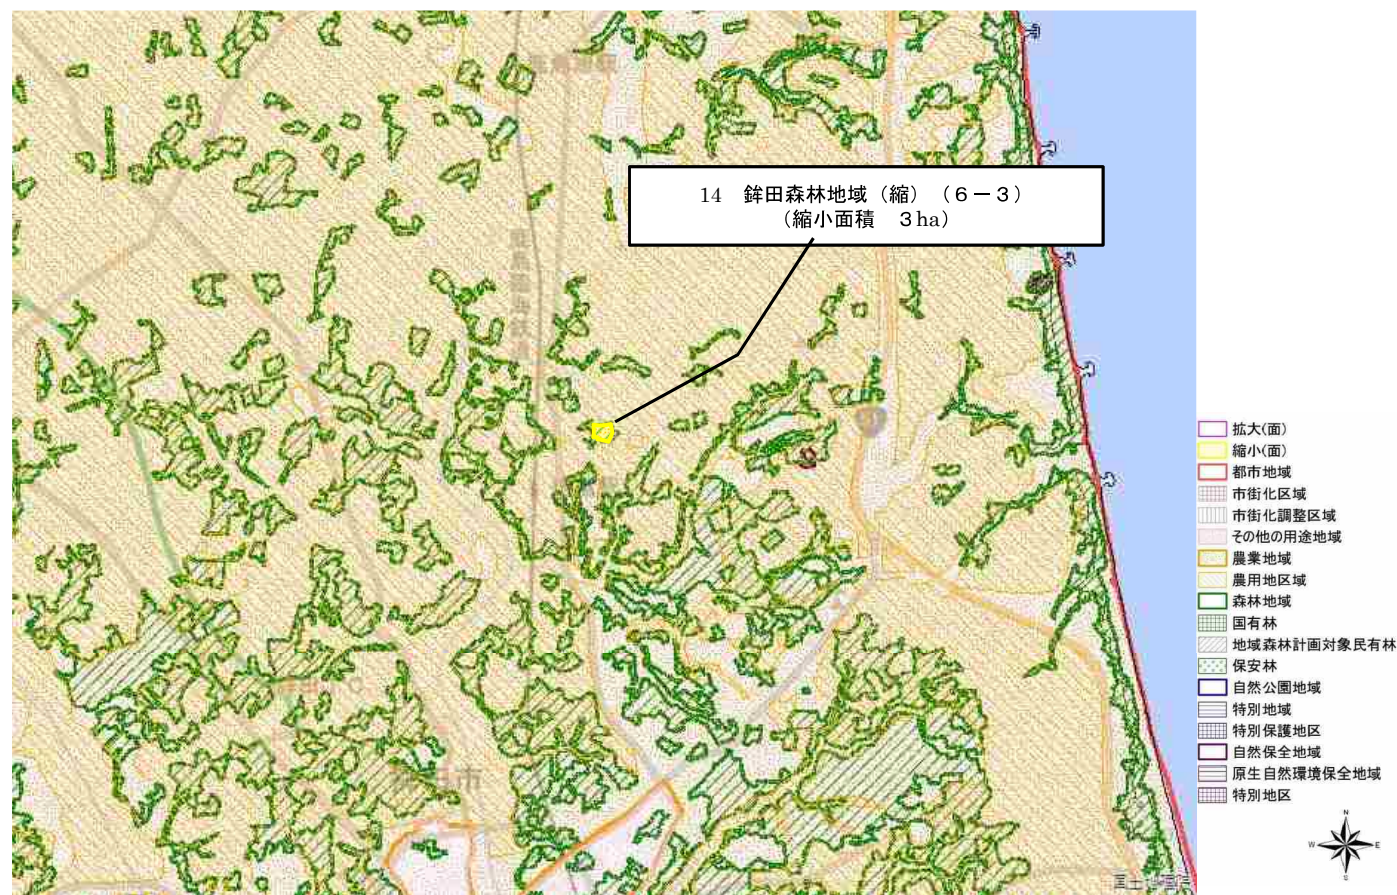 14 鉾田森林地域（縮）（６－３）
（縮小面積 ３ha）
拡大(面)
縮小(面)
都市地域
市街化区域
市街化調整区域
その他の用途地域
農業地域
農用地区域
森林地域
国有林
地域森林計画対象民有林
保安林
自然公園地域
特別地域
特別保護地区
自然保全地域
原生自然環境保全地域
特別地区
N
W E
S
国土地理院